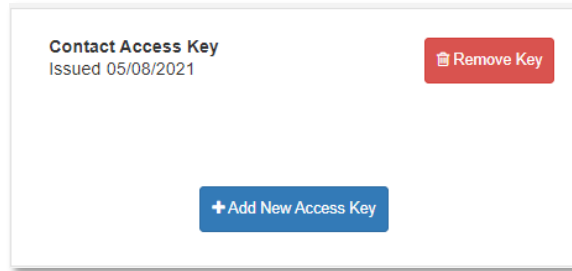 Contact Access Key
Issued 05/08/2021
Remove Key
Add New Access Key